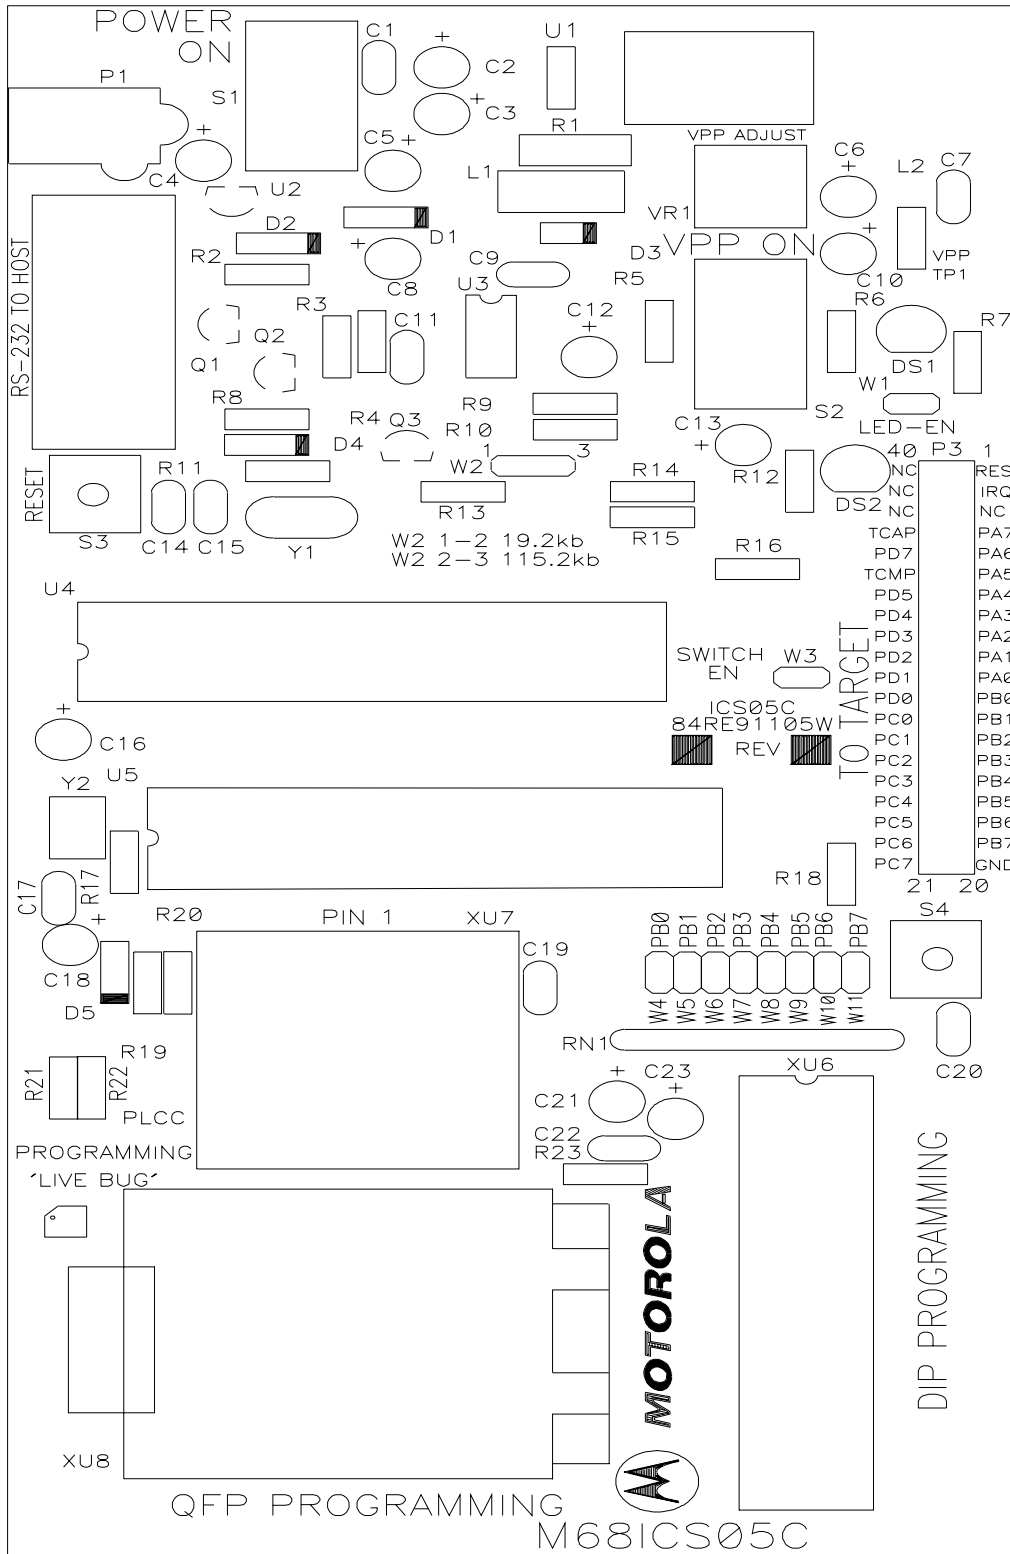 POWER
ON
C1
C2
U1
P1
S1
C3
R1
VPP ADJUST
C4
C5
L1
C6
L2
C7
U2
D2
D1
VR1
VPP ON
D3
VPP
TP1
R2
C8
C9
U3
R5
C10
R6
R7
RS-232 TO HOST
Q1
Q2
R3
C11
C12
DS1
W1
LED-EN
R8
R4
Q3
R9
R10
C13
S2
D4
1
W2
3
R14
R12
DS2
40
P3
1
RESET
R11
R13
R15
S3
C14
C15
Y1
W2 1-2 19.2kb
W2 2-3 115.2kb
R16
NC RES
NC IRQ
NC NC
TCAP PA7
PD7 PA6
TCMP PA5
PD5 PA4
PD4 PA3
PD3 PA2
PD2 PA1
PD1 PA0
PD0 PB0
PC0 PB1
PC1 PB2
PC2 PB3
PC3 PB4
PC4 PB5
PC5 PB6
PC6 PB7
PC7 GND
21 20
TO TARGET
U4
SWITCH
EN
W3
ICS05C
84RE91105W
REV
C16
U5
Y2
C17
R17
R18
R20
PIN 1
XU7
C18
C19
D5
PB0 PB1 PB2 PB3 PB4 PB5 PB6 PB7
W4 W5 W6 W7 W8 W9 W10 W11
S4
RN1
C20
XU6
R19
R21
R22
PLCC
PROGRAMMING
'LIVE BUG'
C21
C23
C22
R23
MOTOROLA
DIP PROGRAMMING
XU8
QFP PROGRAMMING
M68ICS05C